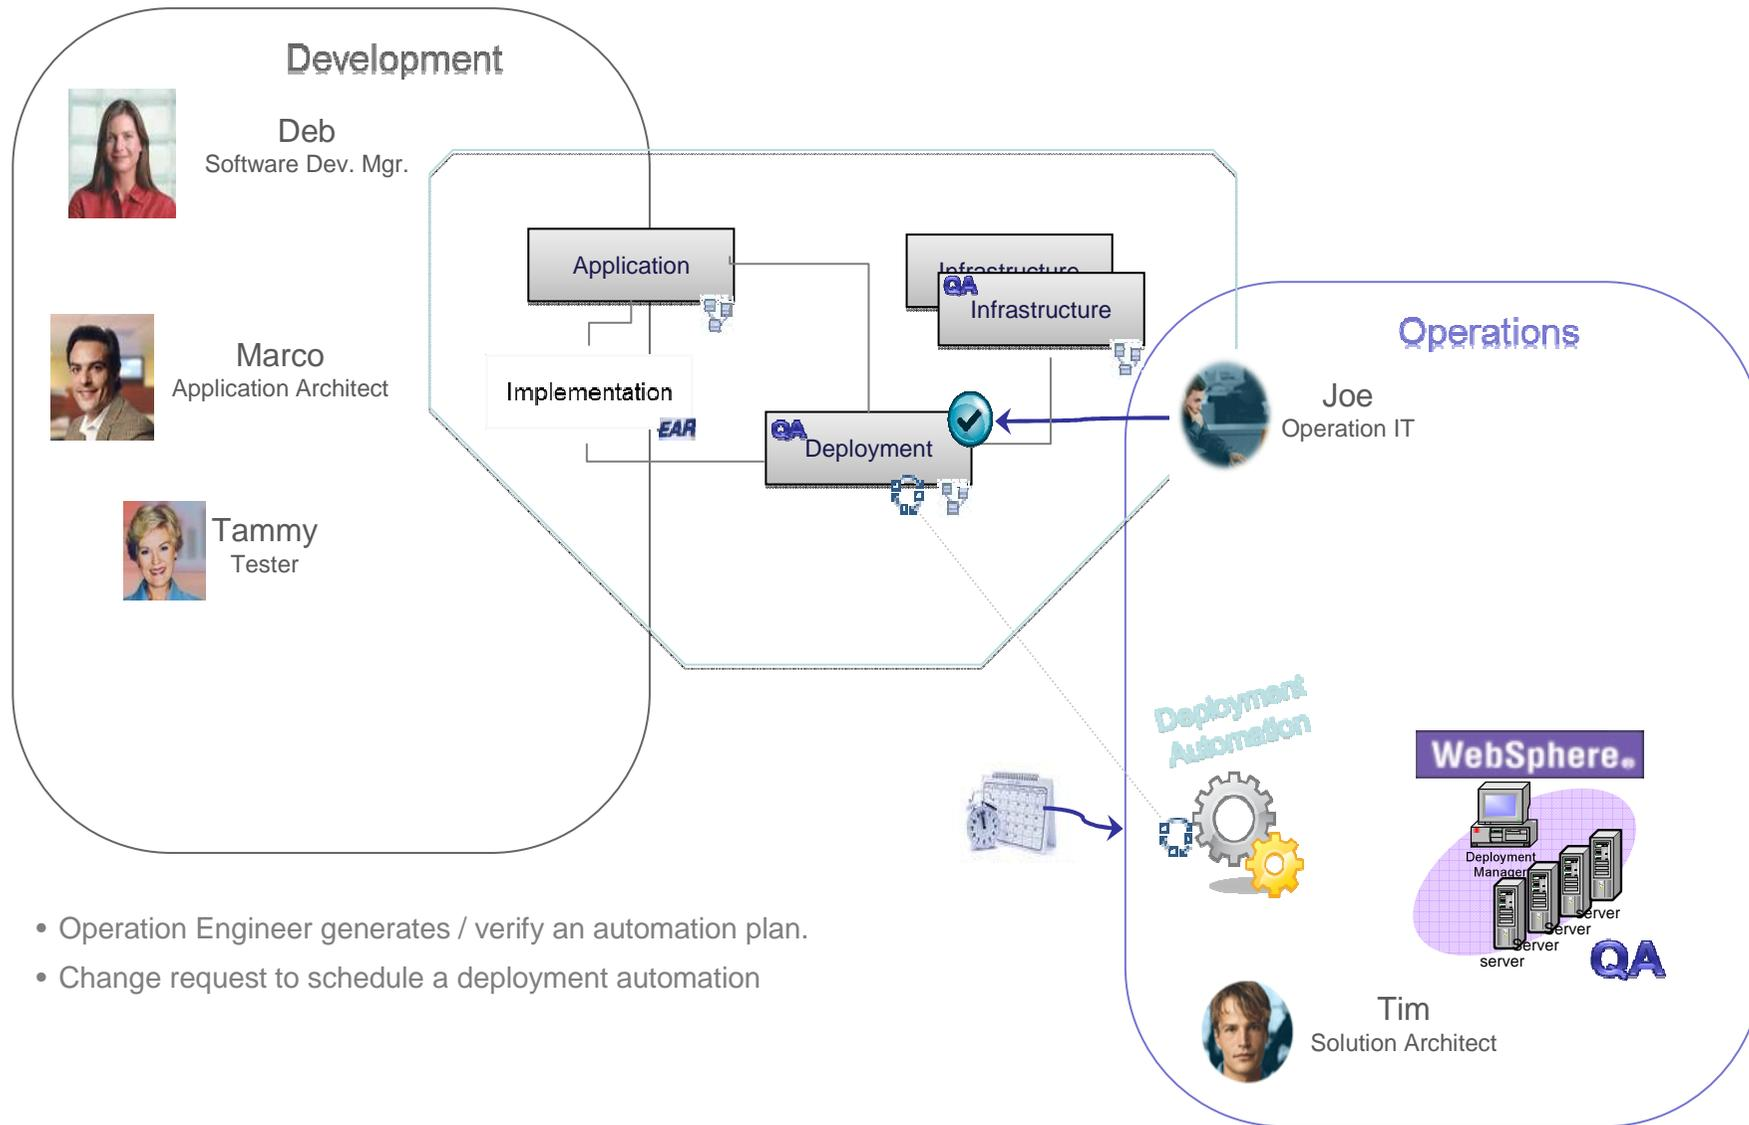 Development
Deb
Software Dev. Mgr.
Application
Infrastructure
QA
Infrastructure
Operations
Marco
Application Architect
Implementation
EAR
QA
Deployment
Joe
Operation IT
Tammy
Tester
Deployment
Automation
WebSphere®
Deployment
Manager
server
Server
Server
server
QA
• Operation Engineer generates / verify an automation plan.
• Change request to schedule a deployment automation
Tim
Solution Architect